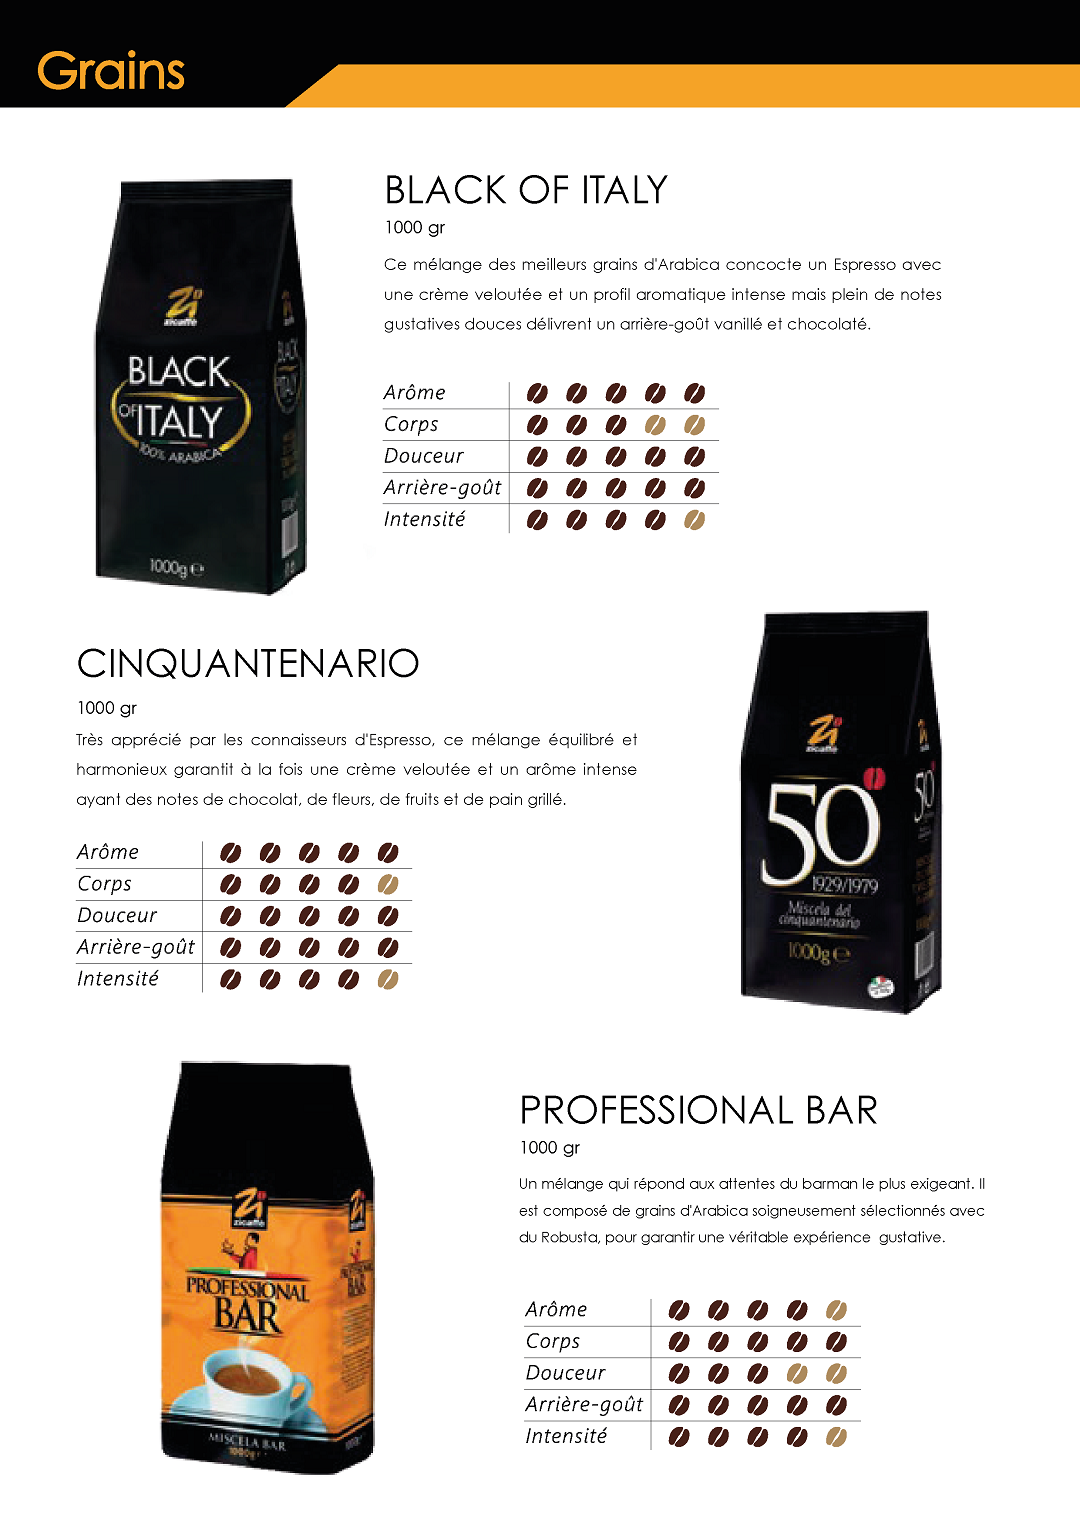 Grains
BLACK OF ITALY
1000 gr
Ce mélange des meilleurs grains d'Arabica concocte un Espresso avec
une crème veloutée et un profil aromatique intense mais plein de notes
gustatives douces délivrent un arrière-goût vanillé et chocolaté.
Zi
zicaffè
BLACK
OF ITALY
100% ARABICA
1000g e
Arôme
Corps
Douceur
Arrière-goût
Intensité
CINQUANTENARIO
1000 gr
Très apprécié par les connaisseurs d'Espresso, ce mélange équilibré et
harmonieux garantit à la fois une crème veloutée et un arôme intense
ayant des notes de chocolat, de fleurs, de fruits et de pain grillé.
Arôme
Corps
Douceur
Arrière-goût
Intensité
Zi
zicaffè
50
1929/1979
Miscela del
cinquantenario
1000g e
PROFESSIONAL BAR
1000 gr
Un mélange qui répond aux attentes du barman le plus exigeant. Il
est composé de grains d'Arabica soigneusement sélectionnés avec
du Robusta, pour garantir une véritable expérience gustative.
Zi
zicaffè
PROFESSIONAL
BAR
MISCELA BAR
1000g
Arôme
Corps
Douceur
Arrière-goût
Intensité